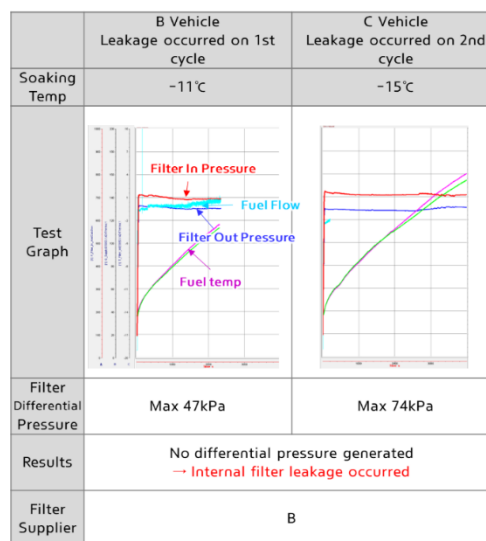 B Vehicle
Leakage occurred on 1st
cycle
C Vehicle
Leakage occurred on 2nd
cycle
Soaking
Temp
-11℃
-15℃
Test
Graph
Filter In Pressure
Fuel Flow
Filter Out Pressure
Fuel temp
Filter
Differential
Pressure
Max 47kPa
Max 74kPa
Results
No differential pressure generated
→ Internal filter leakage occurred
Filter
Supplier
B